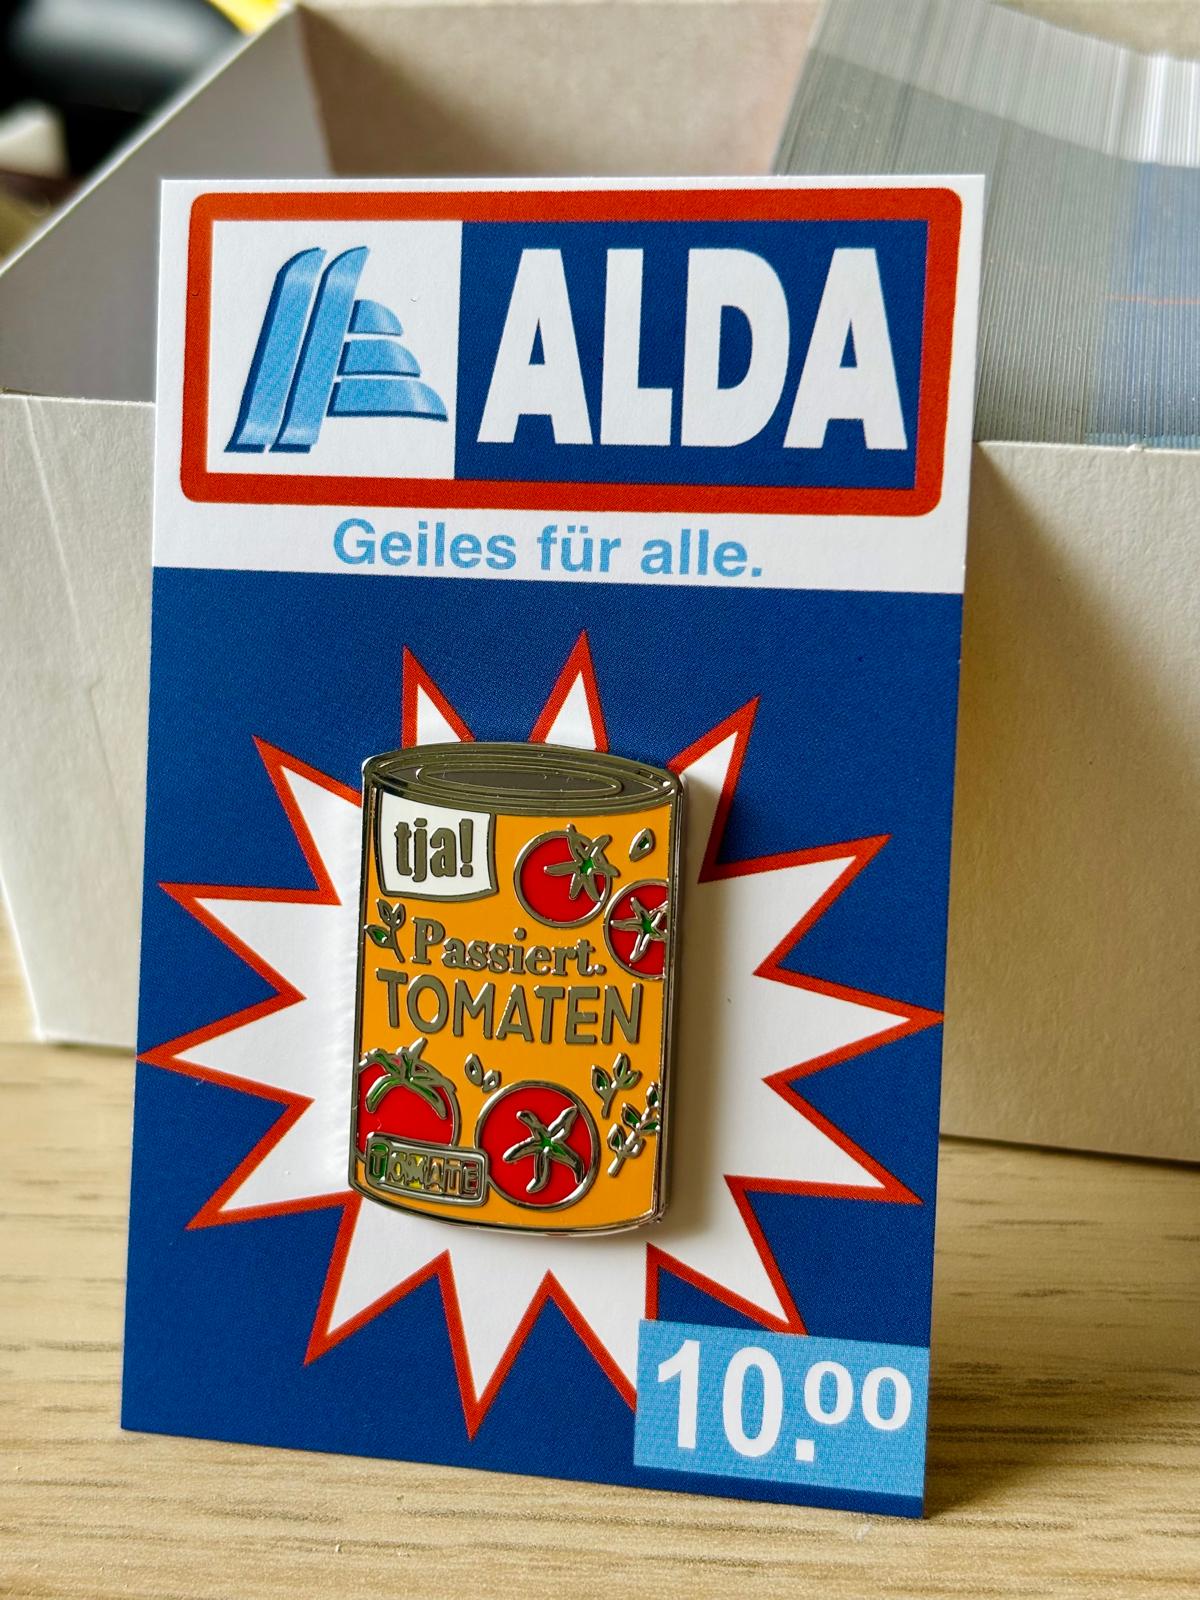 ALDA
Geiles für alle.
tja!
Passiert.
TOMATEN
TOMATE
10.00